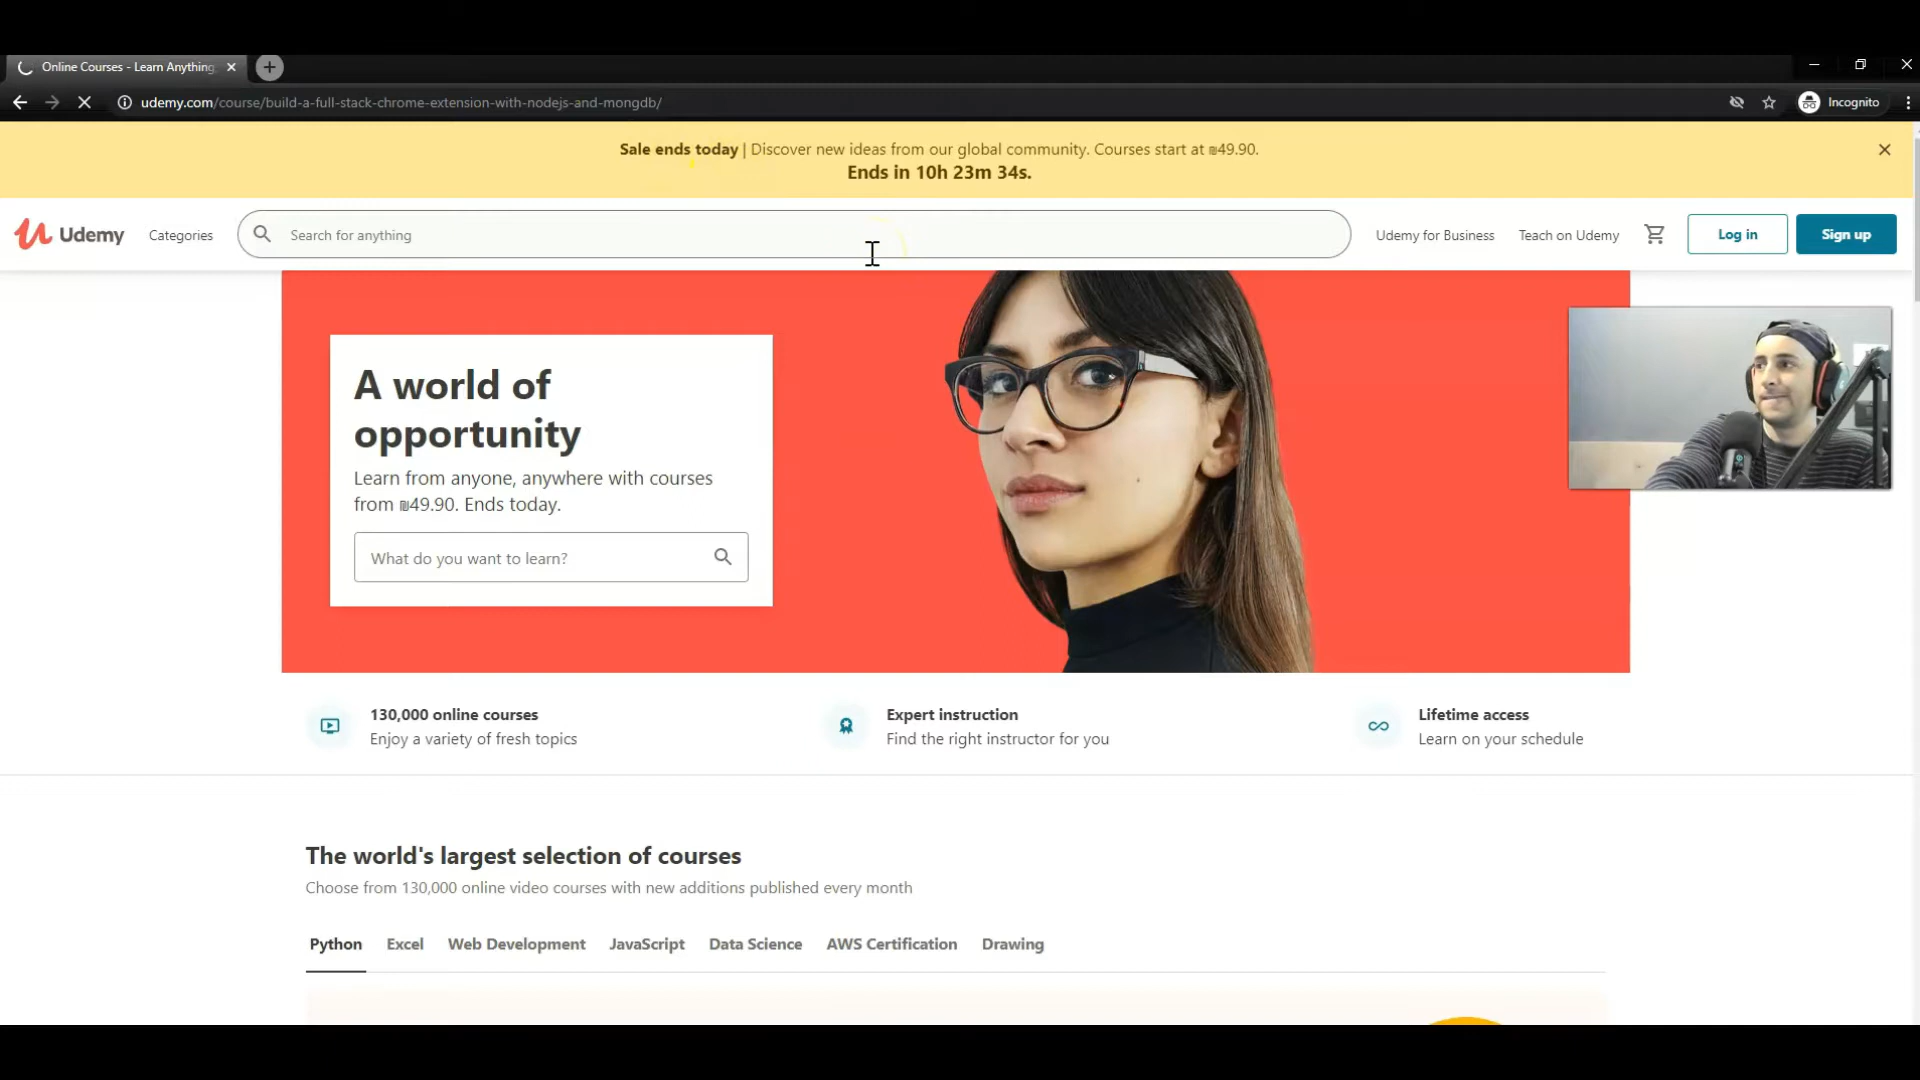 Online Courses - Learn Anything
udemy.com/course/build-a-full-stack-chrome-extension-with-nodejs-and-mongdb/
Incognito
Sale ends today | Discover new ideas from our global community. Courses start at ₪49.90.
Ends in 10h 23m 34s.
Udemy
Categories
Search for anything
Udemy for Business
Teach on Udemy
Log in
Sign up
A world of
opportunity
Learn from anyone, anywhere with courses
from ₪49.90. Ends today.
What do you want to learn?
130,000 online courses
Enjoy a variety of fresh topics
Expert instruction
Find the right instructor for you
Lifetime access
Learn on your schedule
The world's largest selection of courses
Choose from 130,000 online video courses with new additions published every month
Python
Excel
Web Development
JavaScript
Data Science
AWS Certification
Drawing